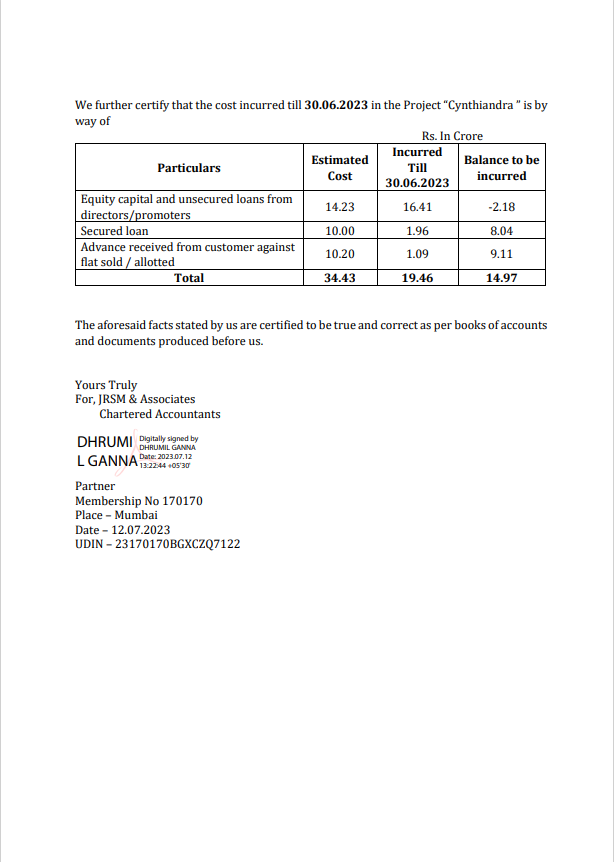 We further certify that the cost incurred till 30.06.2023 in the Project “Cynthiandra ” is by
way of
Rs. In Crore
Particulars Estimated Cost Incurred Till 30.06.2023 Balance to be incurred
Equity capital and unsecured loans from directors/promoters 14.23 16.41 -2.18
Secured loan 10.00 1.96 8.04
Advance received from customer against flat sold / allotted 10.20 1.09 9.11
Total 34.43 19.46 14.97
The aforesaid facts stated by us are certified to be true and correct as per books of accounts
and documents produced before us.
Yours Truly
For, JRSM & Associates
Chartered Accountants
DHRUMI
L GANNA
Digitally signed by
DHRUMIL GANNA
Date: 2023.07.12
13:22:44 +05'30'
Partner
Membership No 170170
Place – Mumbai
Date – 12.07.2023
UDIN – 23170170BGXCZQ7122